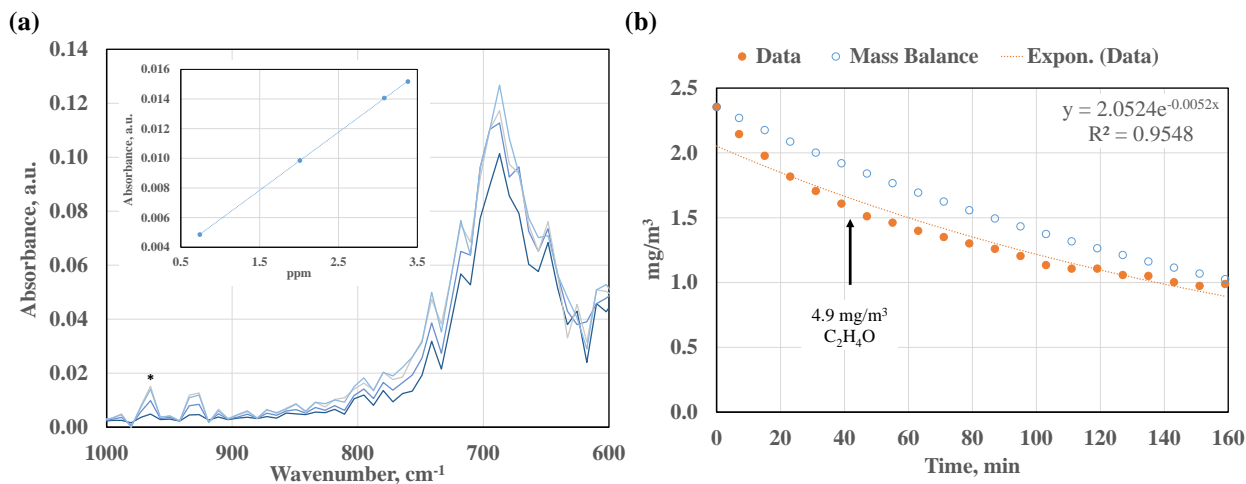 (a)
0.14
0.12
0.10
0.08
0.06
0.04
0.02
0.00
Absorbance, a.u.
1000
900
800
700
600
Wavenumber, cm⁻¹
*
0.016
0.014
0.012
0.010
0.008
0.006
0.004
Absorbance, a.u.
0.5
1.5
2.5
3.5
ppm
(b)
Data
Mass Balance
Expon. (Data)
y = 2.0524e⁻⁰·⁰⁰⁵²ˣ
R² = 0.9548
2.5
2.0
1.5
1.0
0.5
0.0
mg/m³
4.9 mg/m³
C₂H₄O
0
20
40
60
80
100
120
140
160
Time, min